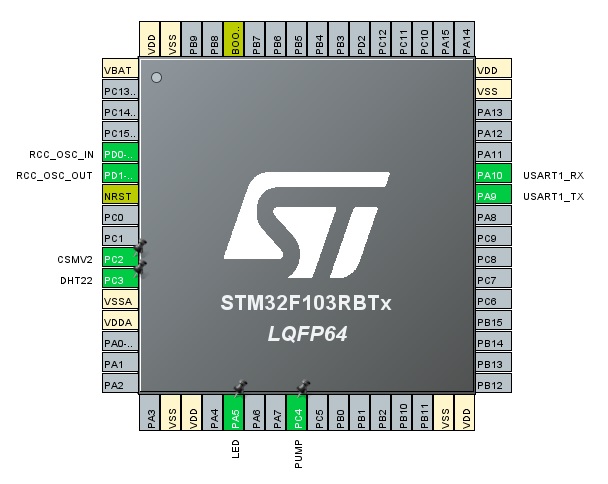 VDD
VSS
PB9
PB8
BOO..
PB7
PB6
PB5
PB4
PB3
PD2
PC12
PC11
PC10
PA15
PA14
VBAT
PC13..
PC14..
PC15..
RCC_OSC_IN PD0-..
RCC_OSC_OUT PD1-..
NRST
PC0
PC1
CSMV2 PC2
DHT22 PC3
VSSA
VDDA
PA0-..
PA1
PA2
STM32F103RBTx
LQFP64
VDD
VSS
PA13
PA12
PA11
PA10 USART1_RX
PA9 USART1_TX
PA8
PC9
PC8
PC7
PC6
PB15
PB14
PB13
PB12
PA3
VSS
VDD
PA4
PA5
PA6
PA7
PC4
PC5
PB0
PB1
PB2
PB10
PB11
VSS
VDD
LED
PUMP